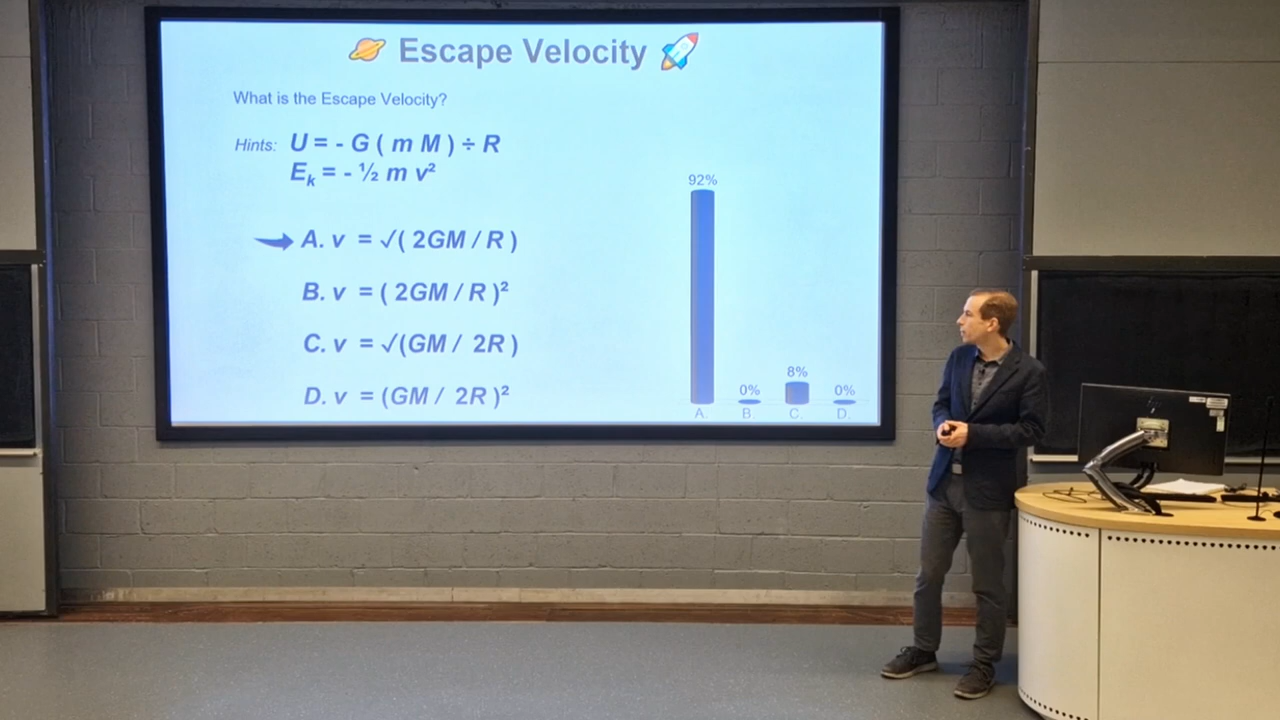 🪐 Escape Velocity 🚀
What is the Escape Velocity?
Hints: U = - G ( m M ) ÷ R
Eₖ = - ½ m v²
A. v = √( 2GM / R )
B. v = ( 2GM / R )²
C. v = √(GM / 2R )
D. v = (GM / 2R )²
92%
0%
8%
0%
A.
B.
C.
D.